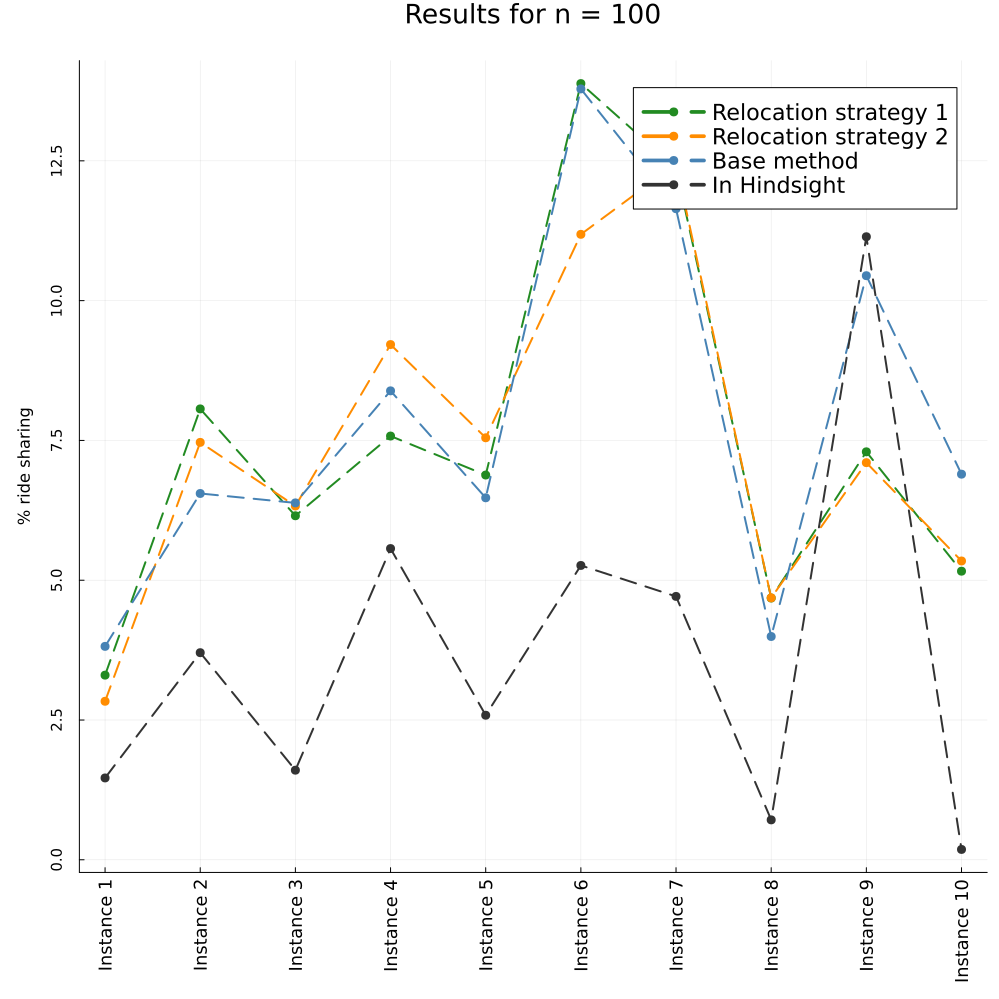 Results for n = 100
Relocation strategy 1
Relocation strategy 2
Base method
In Hindsight
% ride sharing
12.5
10.0
7.5
5.0
2.5
0.0
Instance 1
Instance 2
Instance 3
Instance 4
Instance 5
Instance 6
Instance 7
Instance 8
Instance 9
Instance 10